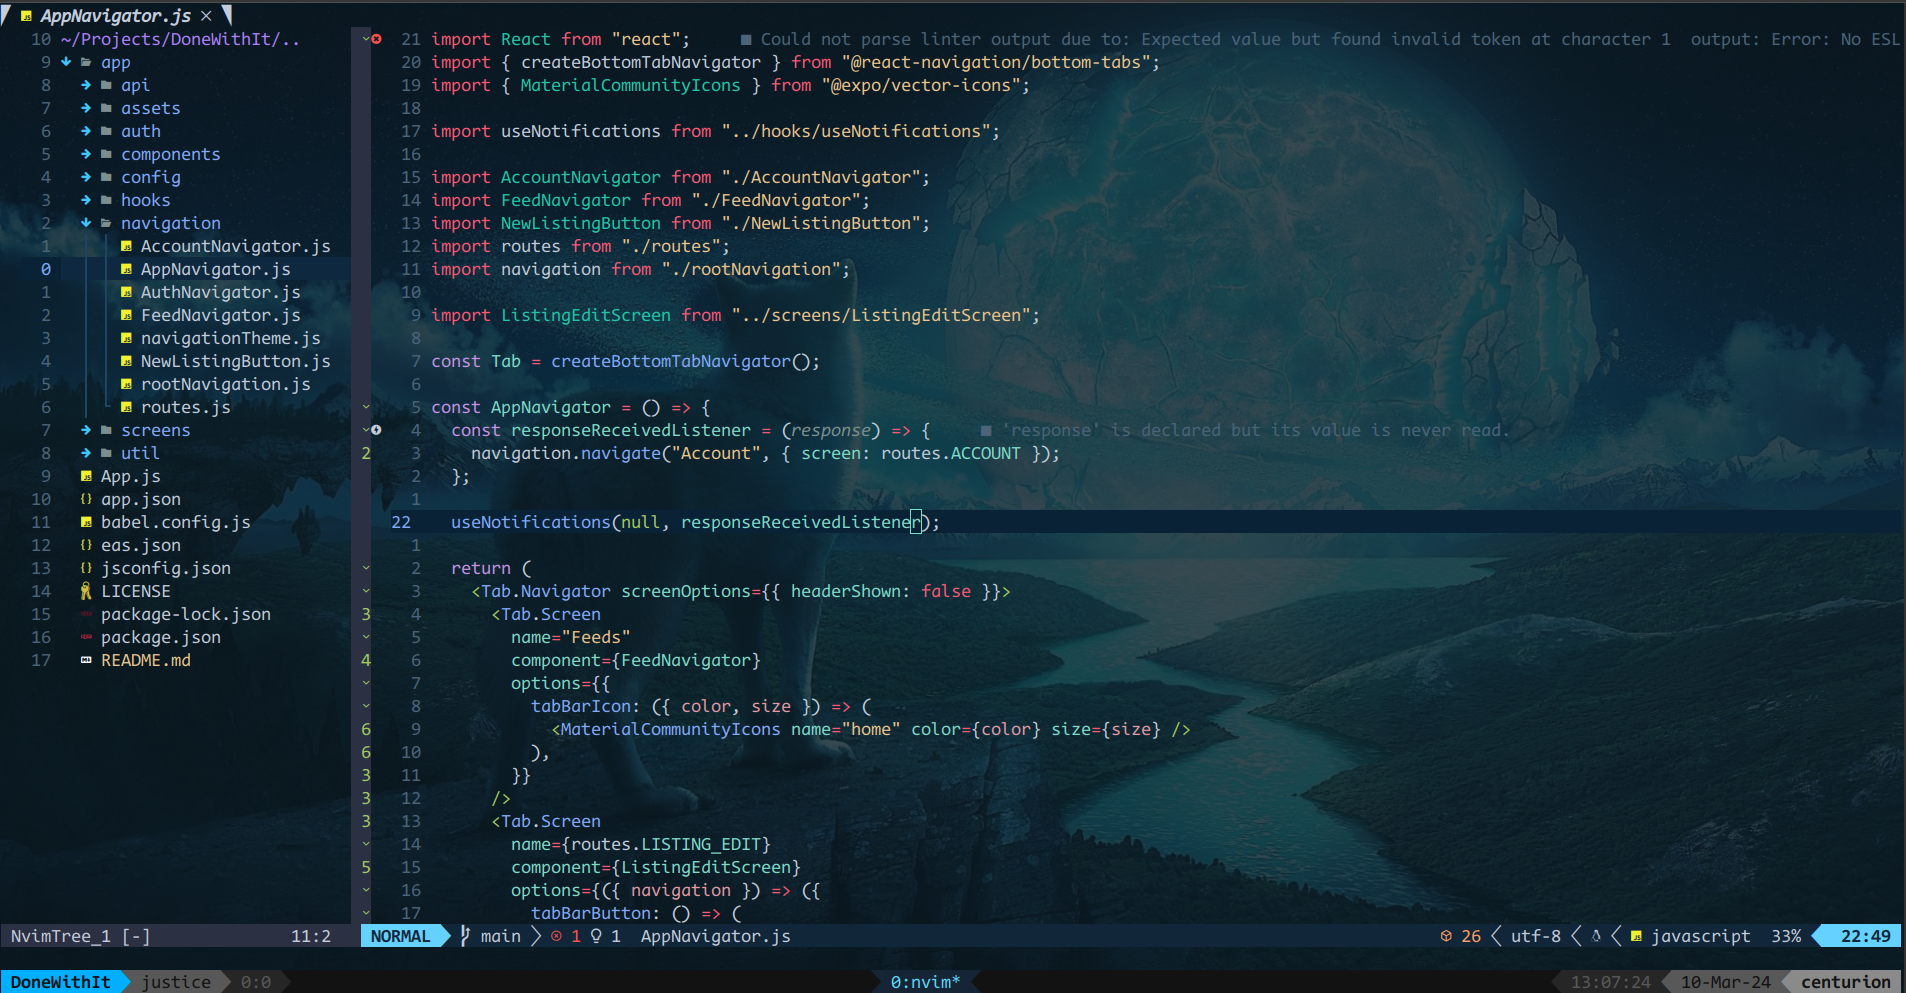 AppNavigator.js ×
10 ~/Projects/DoneWithIt/..
9 app
8 api
7 assets
6 auth
5 components
4 config
3 hooks
2 navigation
1 AccountNavigator.js
0 AppNavigator.js
1 AuthNavigator.js
2 FeedNavigator.js
3 navigationTheme.js
4 NewListingButton.js
5 rootNavigation.js
6 routes.js
7 screens
8 util
9 App.js
10 app.json
11 babel.config.js
12 eas.json
13 jsconfig.json
14 LICENSE
15 package-lock.json
16 package.json
17 README.md
21 import React from "react"; ■ Could not parse linter output due to: Expected value but found invalid token at character 1 output: Error: No ESL
20 import { createBottomTabNavigator } from "@react-navigation/bottom-tabs";
19 import { MaterialCommunityIcons } from "@expo/vector-icons";
18
17 import useNotifications from "../hooks/useNotifications";
16
15 import AccountNavigator from "./AccountNavigator";
14 import FeedNavigator from "./FeedNavigator";
13 import NewListingButton from "./NewListingButton";
12 import routes from "./routes";
11 import navigation from "./rootNavigation";
10
9 import ListingEditScreen from "../screens/ListingEditScreen";
8
7 const Tab = createBottomTabNavigator();
6
5 const AppNavigator = () => {
4 const responseReceivedListener = (response) => { ■ 'response' is declared but its value is never read.
2 3 navigation.navigate("Account", { screen: routes.ACCOUNT });
2 };
1
22 useNotifications(null, responseReceivedListener);
1
2 return (
3 <Tab.Navigator screenOptions={{ headerShown: false }}>
3 4 <Tab.Screen
5 name="Feeds"
4 6 component={FeedNavigator}
7 options={{
8 tabBarIcon: ({ color, size }) => (
6 9 <MaterialCommunityIcons name="home" color={color} size={size} />
6 10 ),
3 11 }}
3 12 />
3 13 <Tab.Screen
14 name={routes.LISTING_EDIT}
5 15 component={ListingEditScreen}
16 options={({ navigation }) => ({
17 tabBarButton: () => (
NvimTree_1 [-] 11:2 NORMAL main 1 1 AppNavigator.js 26 utf-8 javascript 33% 22:49
DoneWithIt justice 0:0 0:nvim* 13:07:24 10-Mar-24 centurion